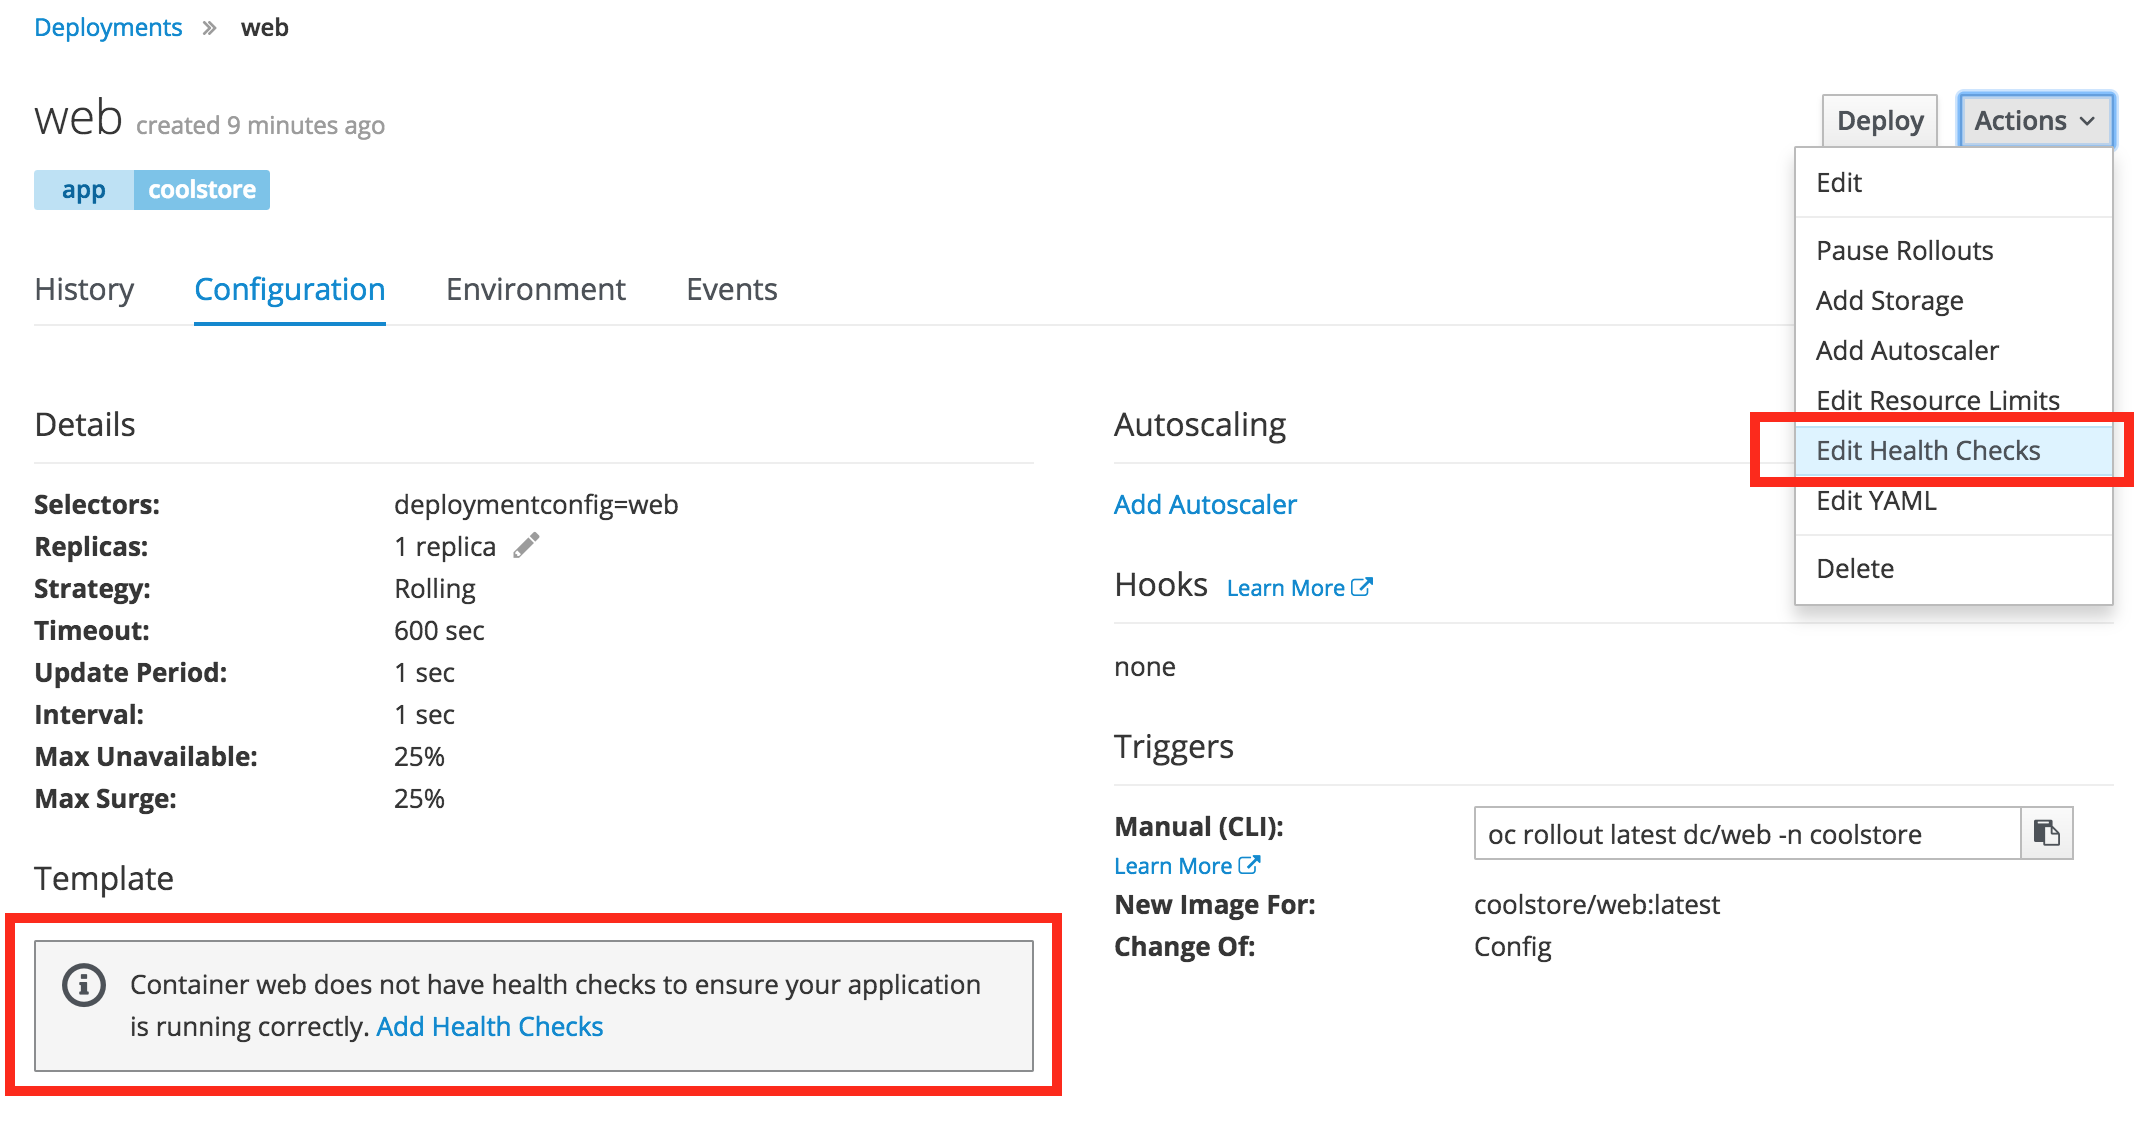 Deployments » web
web created 9 minutes ago
Deploy
Actions
app coolstore
Edit
Pause Rollouts
Add Storage
Add Autoscaler
Edit Resource Limits
Edit Health Checks
Edit YAML
Delete
History Configuration Environment Events
Details
Selectors: deploymentconfig=web
Replicas: 1 replica
Strategy: Rolling
Timeout: 600 sec
Update Period: 1 sec
Interval: 1 sec
Max Unavailable: 25%
Max Surge: 25%
Template
Container web does not have health checks to ensure your application
is running correctly. Add Health Checks
Autoscaling
Add Autoscaler
Hooks Learn More
none
Triggers
Manual (CLI): oc rollout latest dc/web -n coolstore
Learn More
New Image For: coolstore/web:latest
Change Of: Config